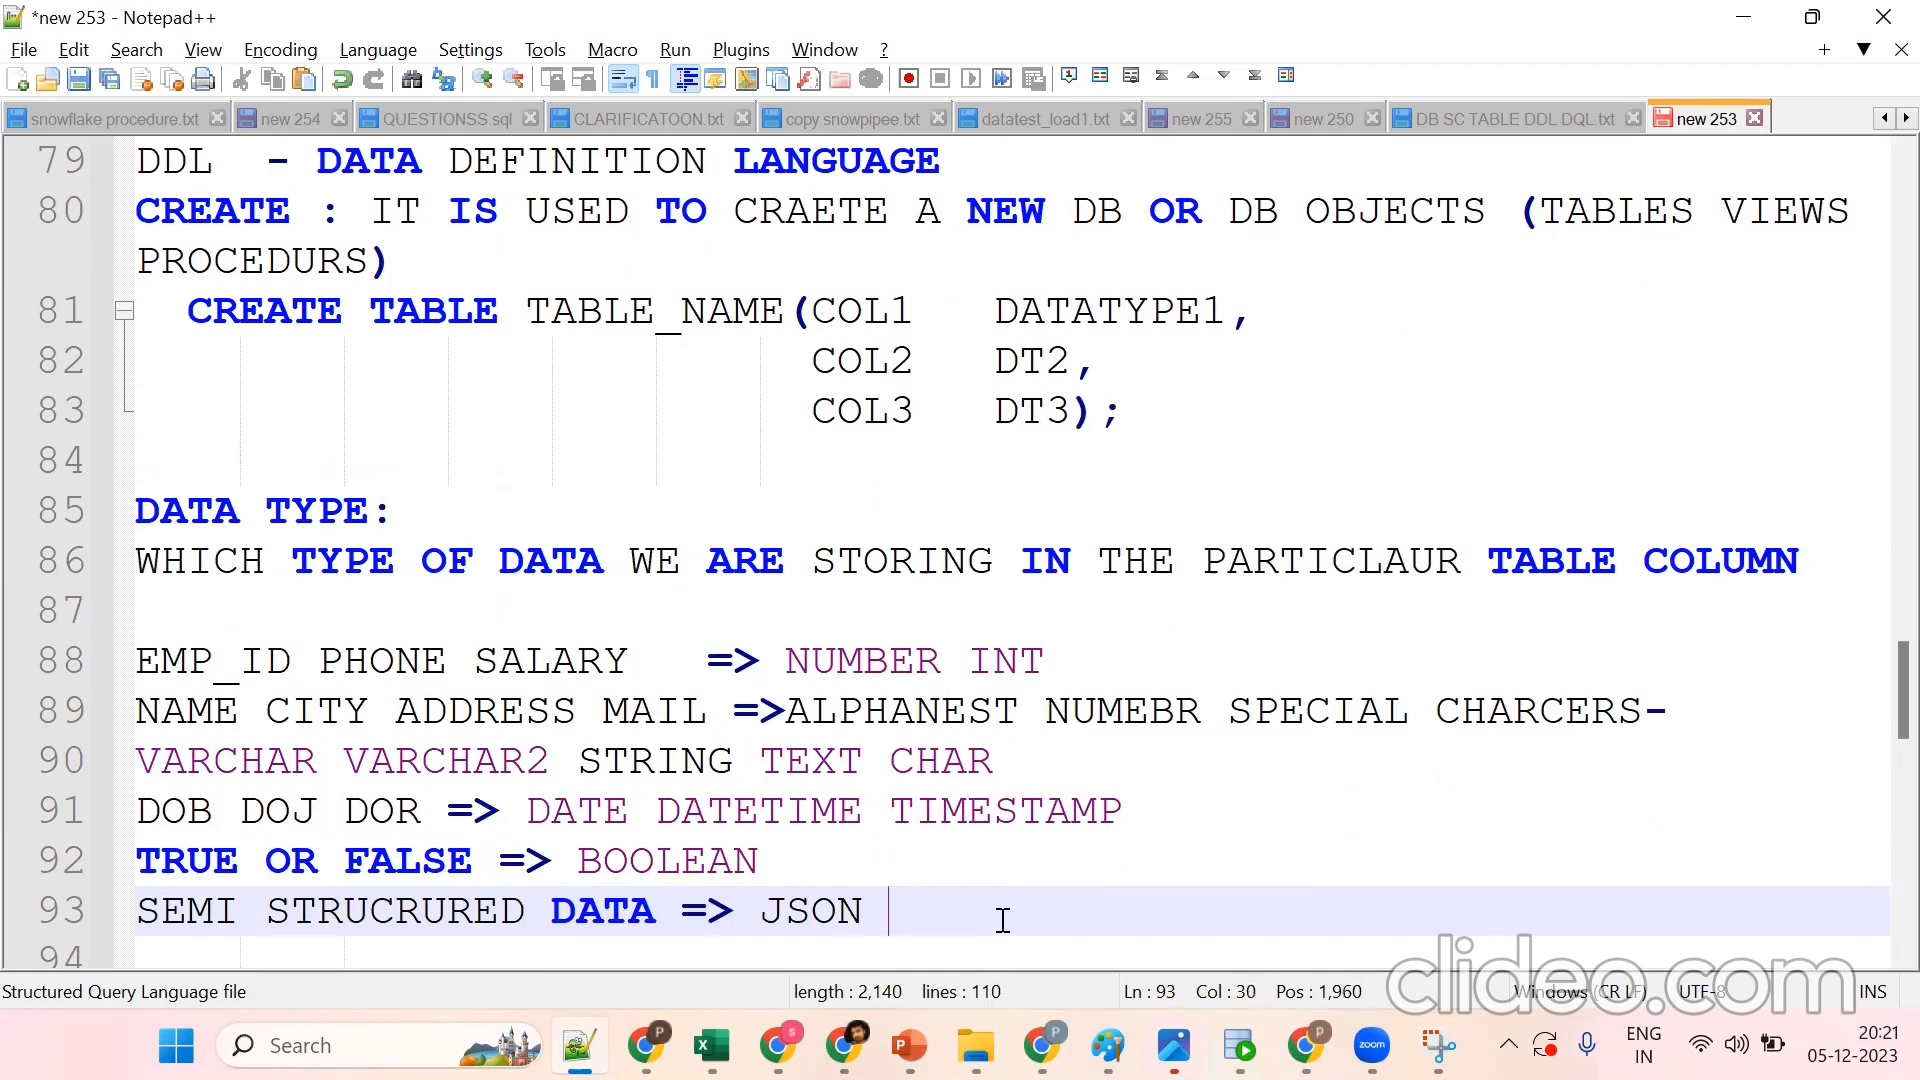 *new 253 - Notepad++
File Edit Search View Encoding Language Settings Tools Macro Run Plugins Window ?
snowflake procedure.txt new 254 QUESTIONSS.sql CLARIFICATOON.txt copy snowpipee.txt datatest_load1.txt new 255 new 250 DB SC TABLE DDL DQL.txt new 253
79 DDL - DATA DEFINITION LANGUAGE
80 CREATE : IT IS USED TO CRAETE A NEW DB OR DB OBJECTS (TABLES VIEWS
PROCEDURS)
81 CREATE TABLE TABLE_NAME(COL1 DATATYPE1,
82 COL2 DT2,
83 COL3 DT3);
84
85 DATA TYPE:
86 WHICH TYPE OF DATA WE ARE STORING IN THE PARTICLAUR TABLE COLUMN
87
88 EMP_ID PHONE SALARY => NUMBER INT
89 NAME CITY ADDRESS MAIL =>ALPHANEST NUMEBR SPECIAL CHARCERS-
90 VARCHAR VARCHAR2 STRING TEXT CHAR
91 DOB DOJ DOR => DATE DATETIME TIMESTAMP
92 TRUE OR FALSE => BOOLEAN
93 SEMI STRUCRURED DATA => JSON
94
clideo.com
Structured Query Language file length : 2,140 lines : 110 Ln : 93 Col : 30 Pos : 1,960 Windows (CR LF) UTF-8 INS
Search zoom ENG 20:21
IN 05-12-2023